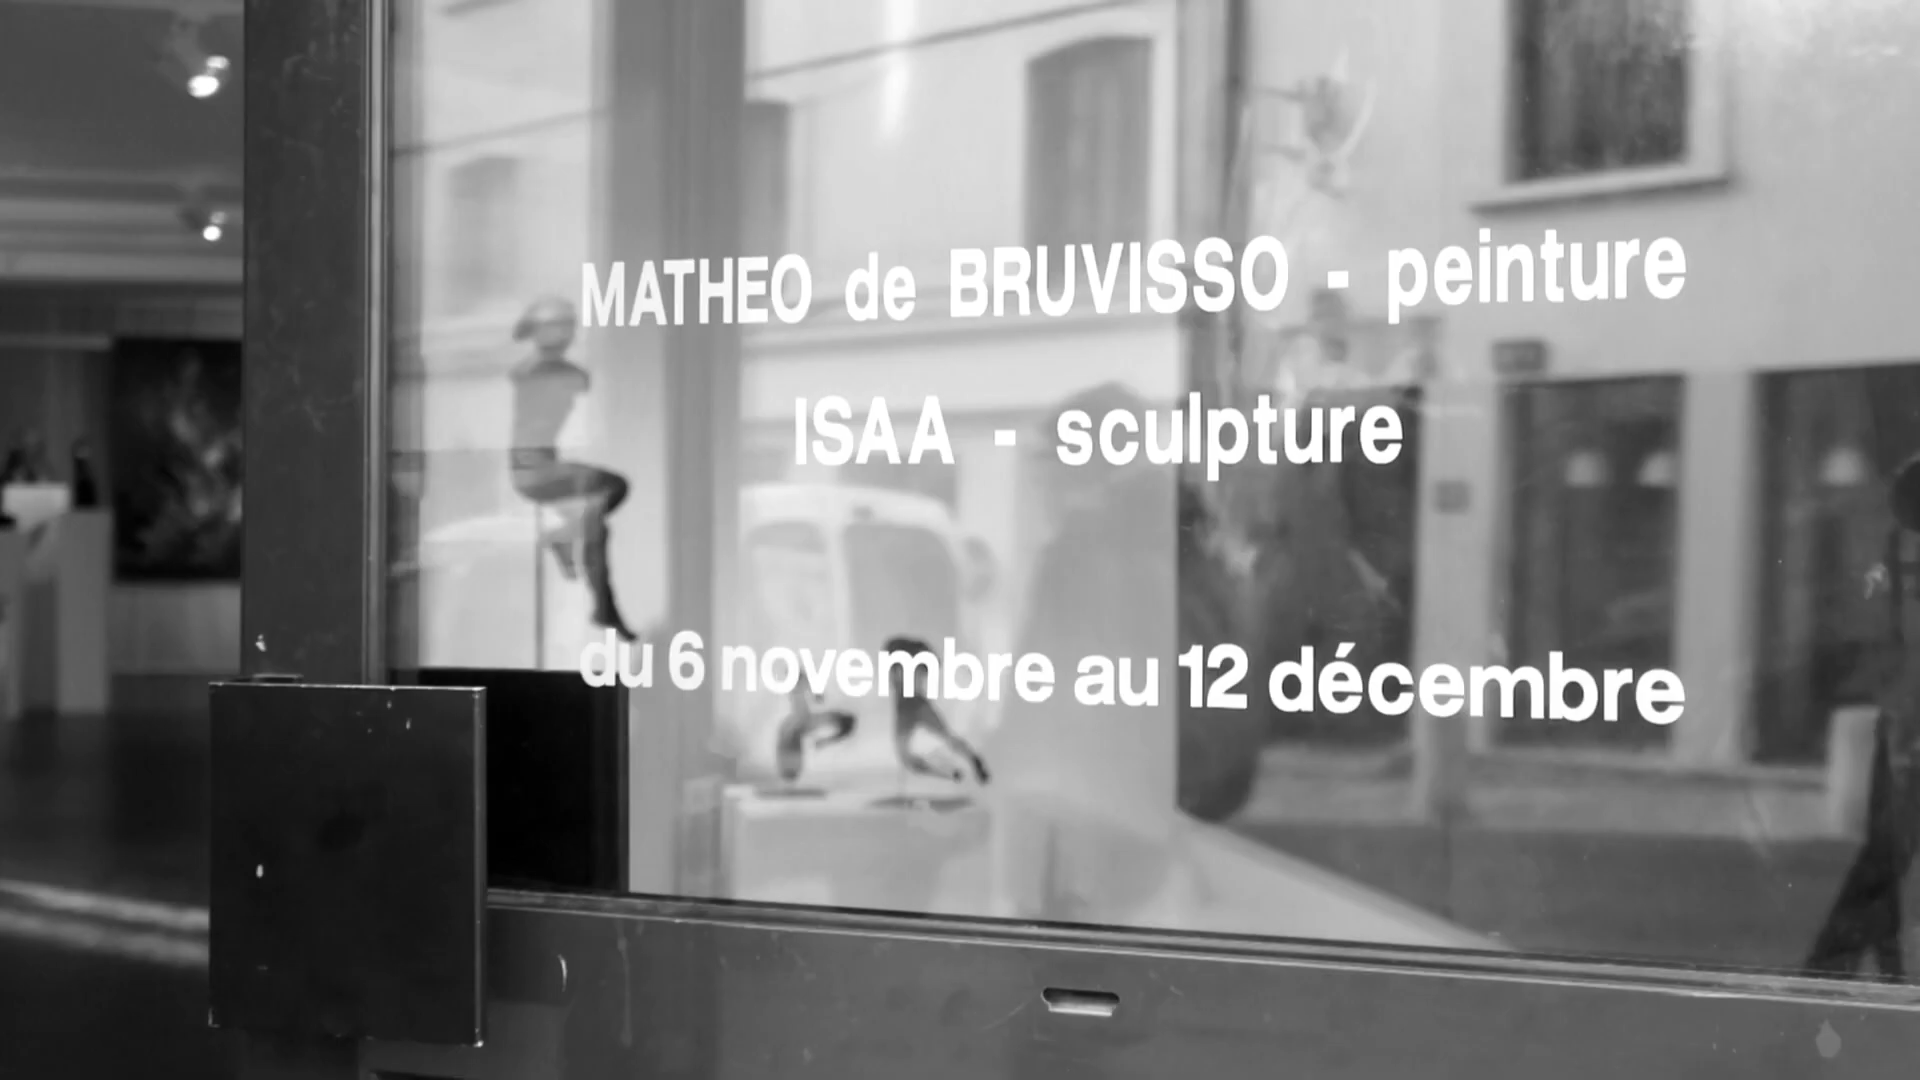 MATHEO de BRUVISSO - peinture
ISAA - sculpture
du 6 novembre au 12 décembre